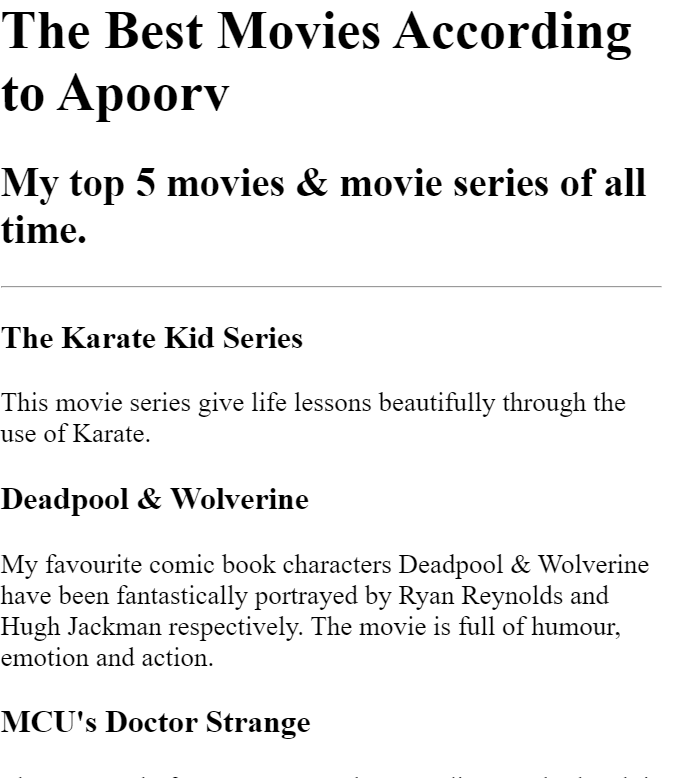 The Best Movies According
to Apoorv
My top 5 movies & movie series of all
time.
The Karate Kid Series
This movie series give life lessons beautifully through the
use of Karate.
Deadpool & Wolverine
My favourite comic book characters Deadpool & Wolverine
have been fantastically portrayed by Ryan Reynolds and
Hugh Jackman respectively. The movie is full of humour,
emotion and action.
MCU's Doctor Strange